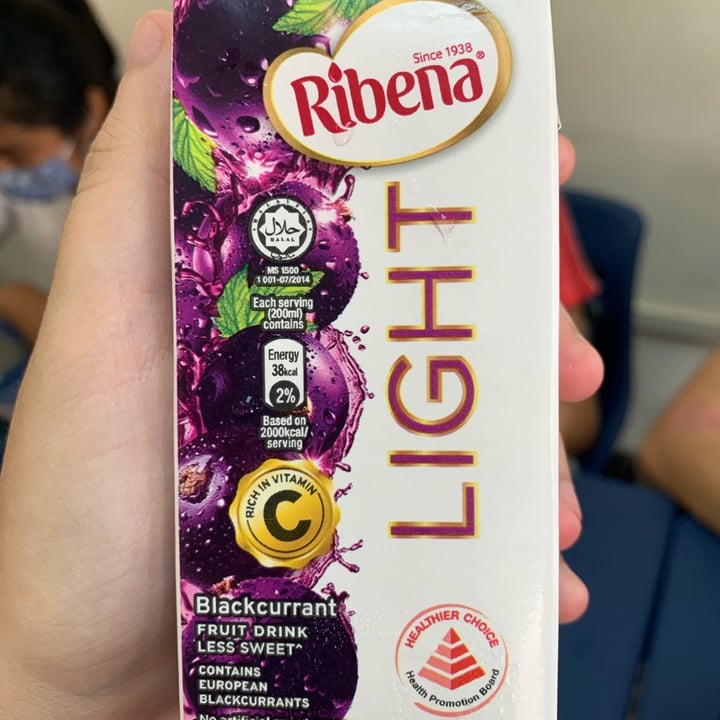 Since 1938
Ribena®
LIGHT
حلال
HALAL
MS 1500
1 001-07/2014
Each serving
(200ml)
contains
Energy
38kcal
2%
Based on
2000kcal/
serving
RICH IN VITAMIN
C
Blackcurrant
FRUIT DRINK
LESS SWEET^
CONTAINS
EUROPEAN
BLACKCURRANTS
No artificial
HEALTHIER CHOICE
Health Promotion Board